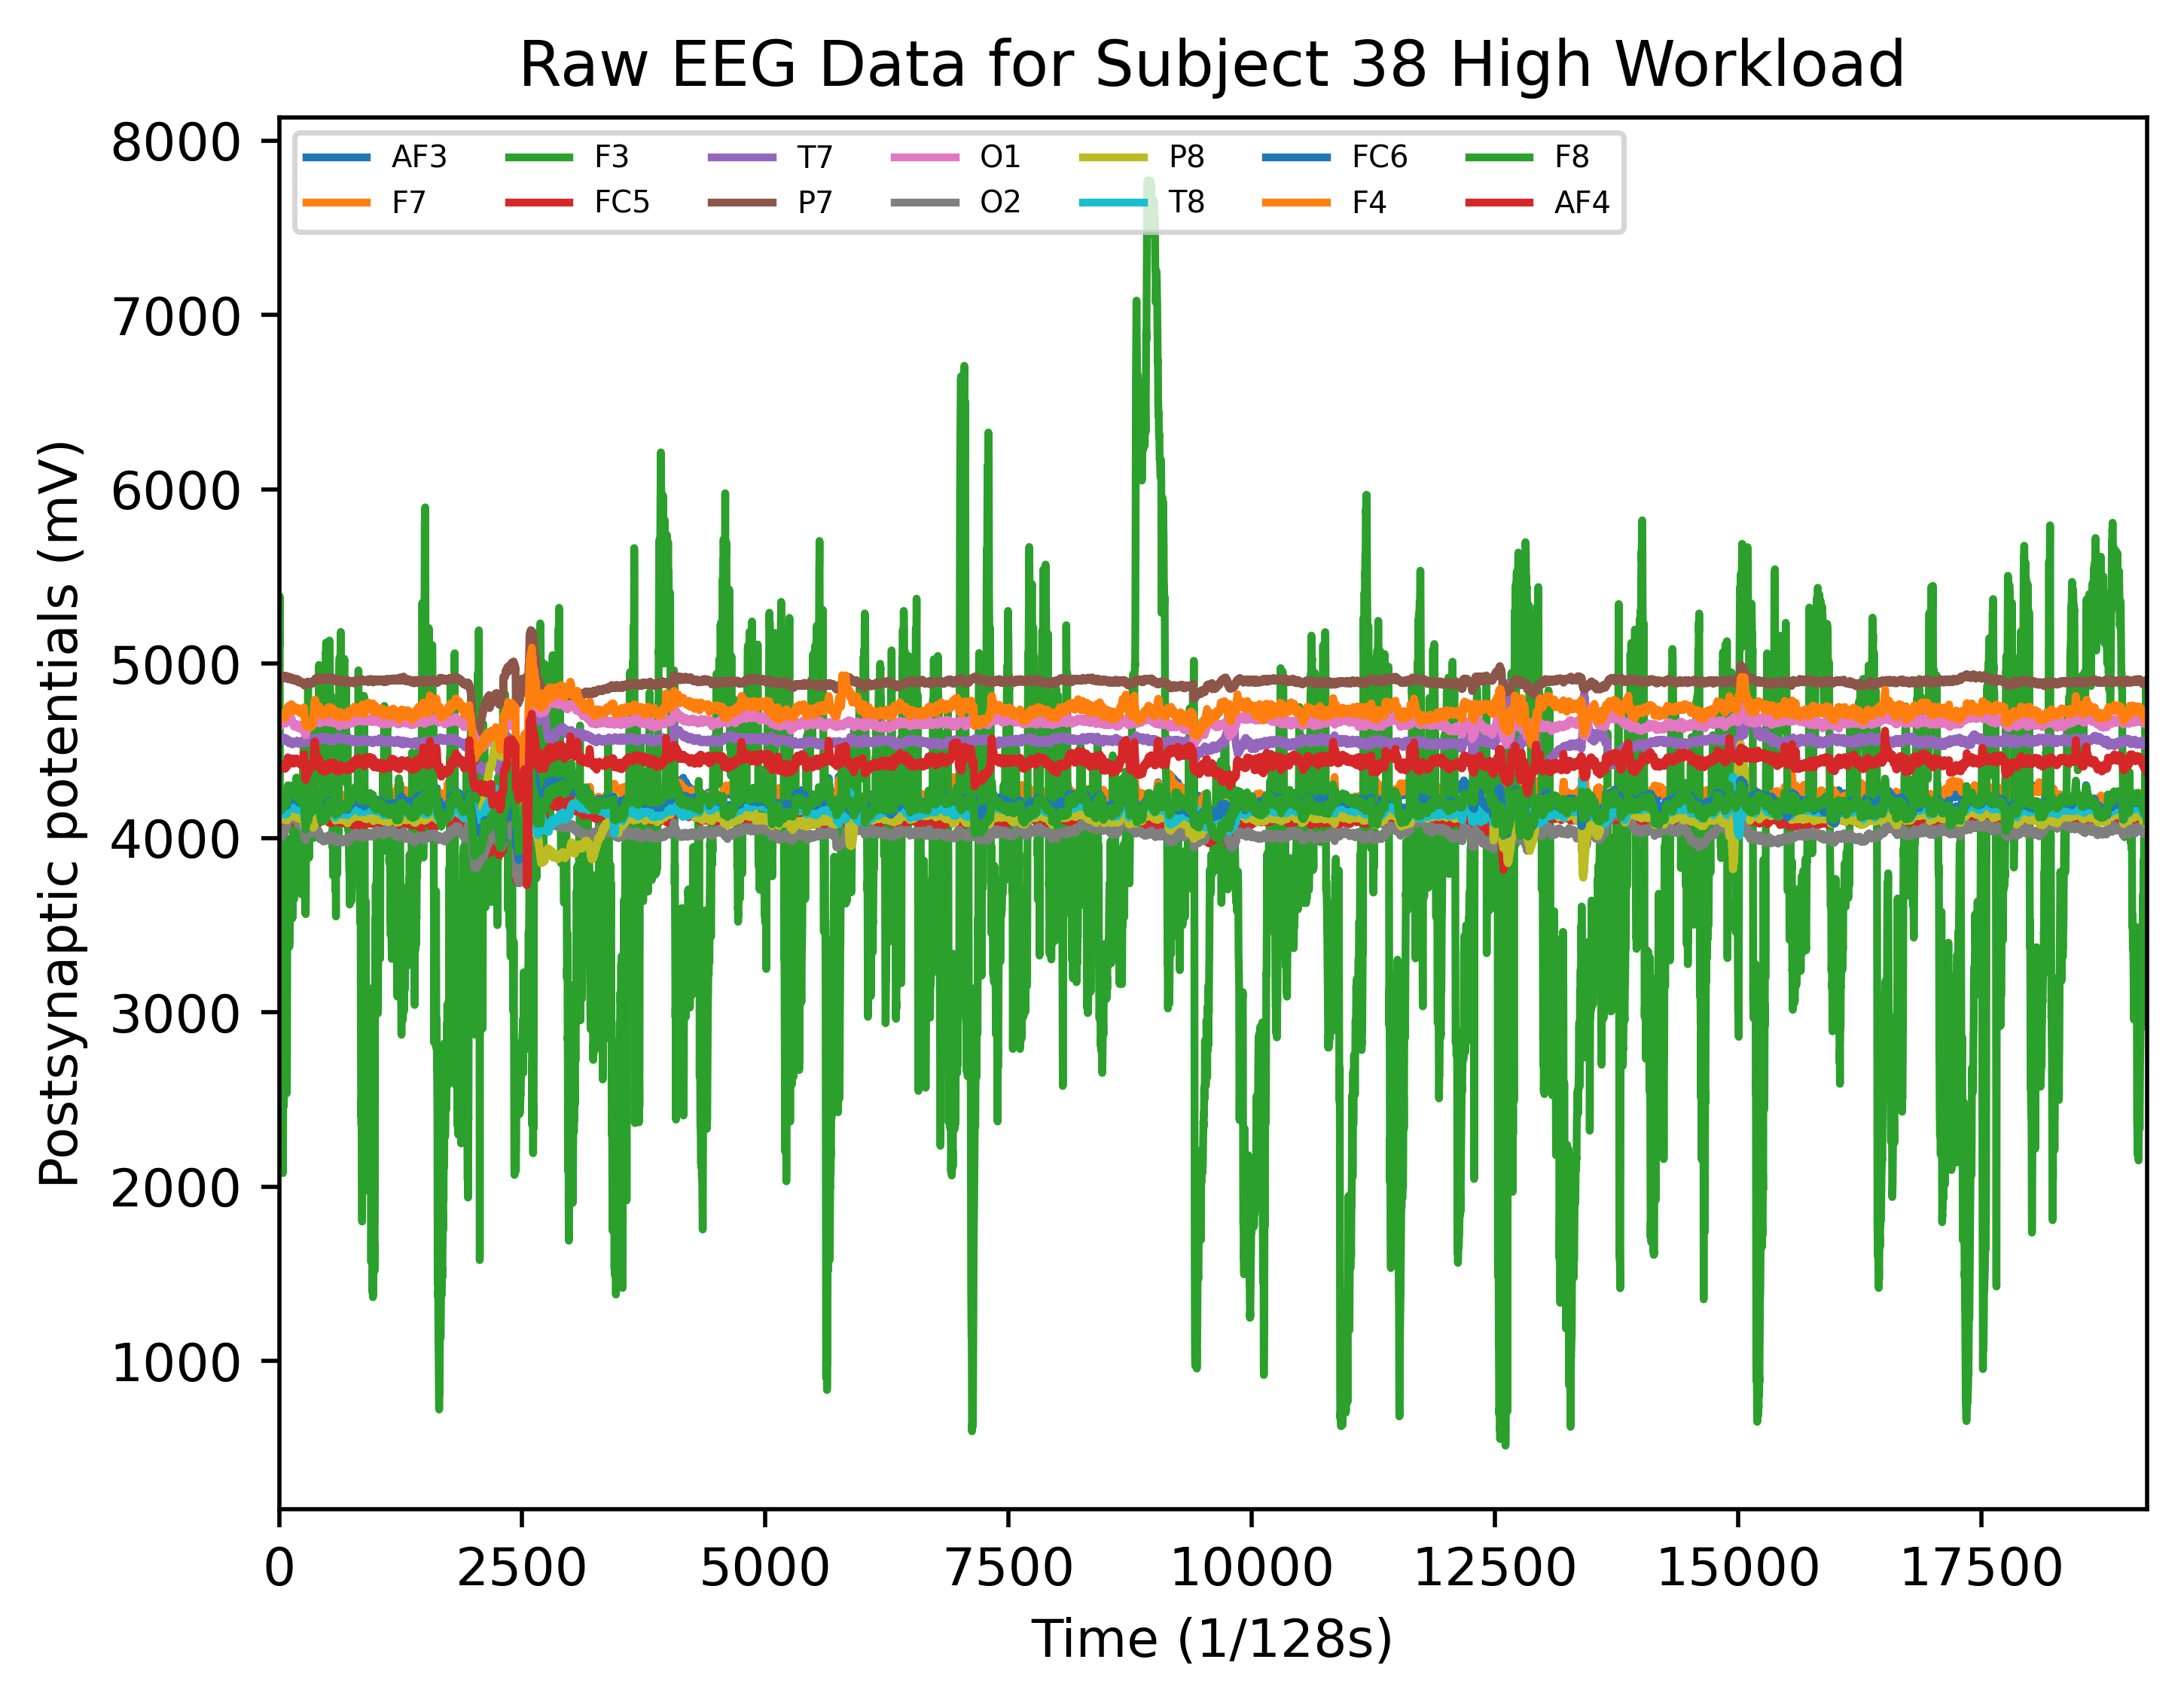 Raw EEG Data for Subject 38 High Workload
8000
7000
6000
5000
4000
3000
2000
1000
Postsynaptic potentials (mV)
AF3 F3 T7 O1 P8 FC6 F8
F7 FC5 P7 O2 T8 F4 AF4
0 2500 5000 7500 10000 12500 15000 17500
Time (1/128s)